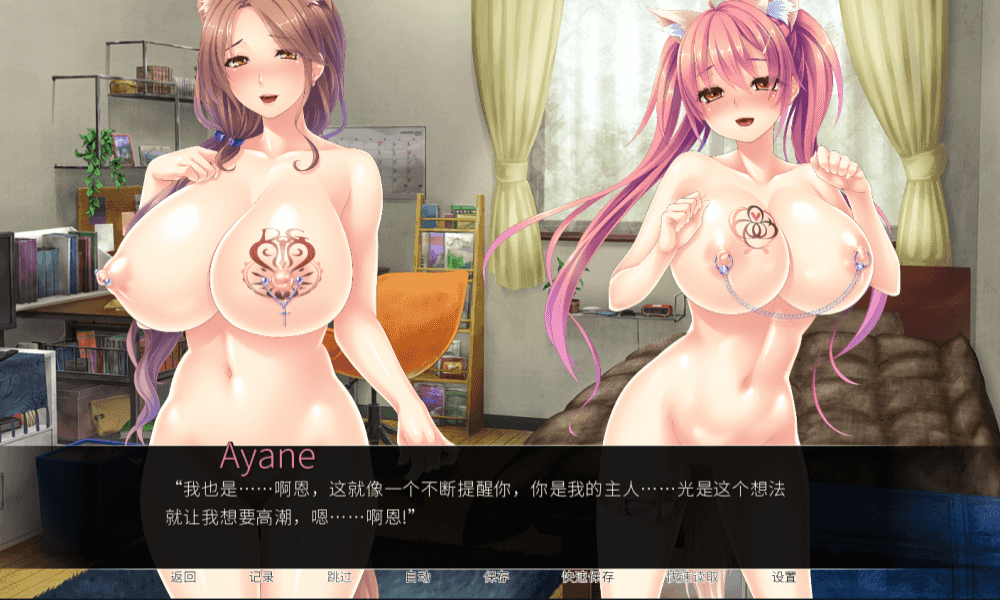 Ayane
“我也是……啊恩，这就像一个不断提醒你，你是我的主人……光是这个想法
就让我想要高潮，嗯……啊恩!”
返回 记录 跳过 自动 保存 快速保存 快速读取 设置